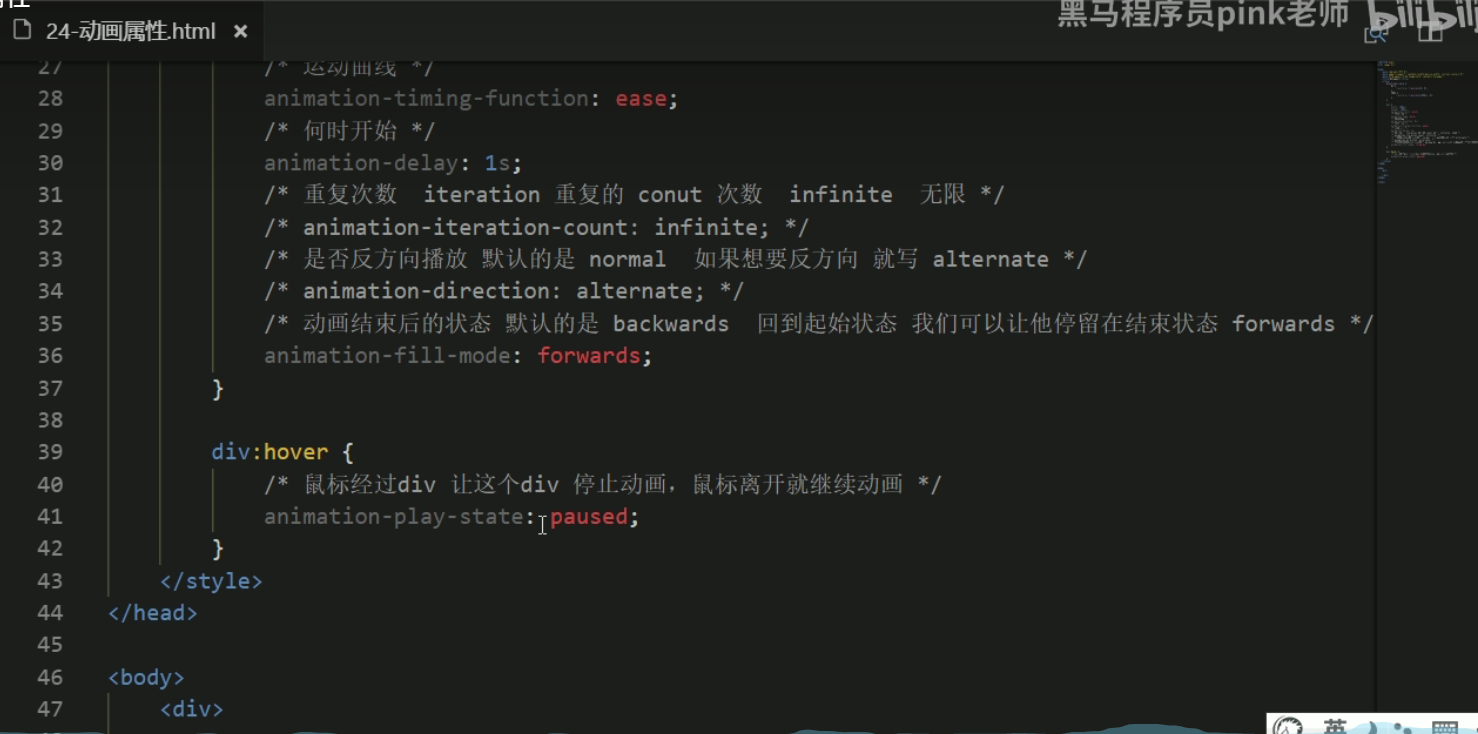 黑马程序员pink老师 bilibili
24-动画属性.html ×
27 /* 运动曲线 */
28 animation-timing-function: ease;
29 /* 何时开始 */
30 animation-delay: 1s;
31 /* 重复次数 iteration 重复的 conut 次数 infinite 无限 */
32 /* animation-iteration-count: infinite; */
33 /* 是否反方向播放 默认的是 normal 如果想要反方向 就写 alternate */
34 /* animation-direction: alternate; */
35 /* 动画结束后的状态 默认的是 backwards 回到起始状态 我们可以让他停留在结束状态 forwards */
36 animation-fill-mode: forwards;
37 }
38
39 div:hover {
40 /* 鼠标经过div 让这个div 停止动画，鼠标离开就继续动画 */
41 animation-play-state: paused;
42 }
43 </style>
44 </head>
45
46 <body>
47 <div>
英